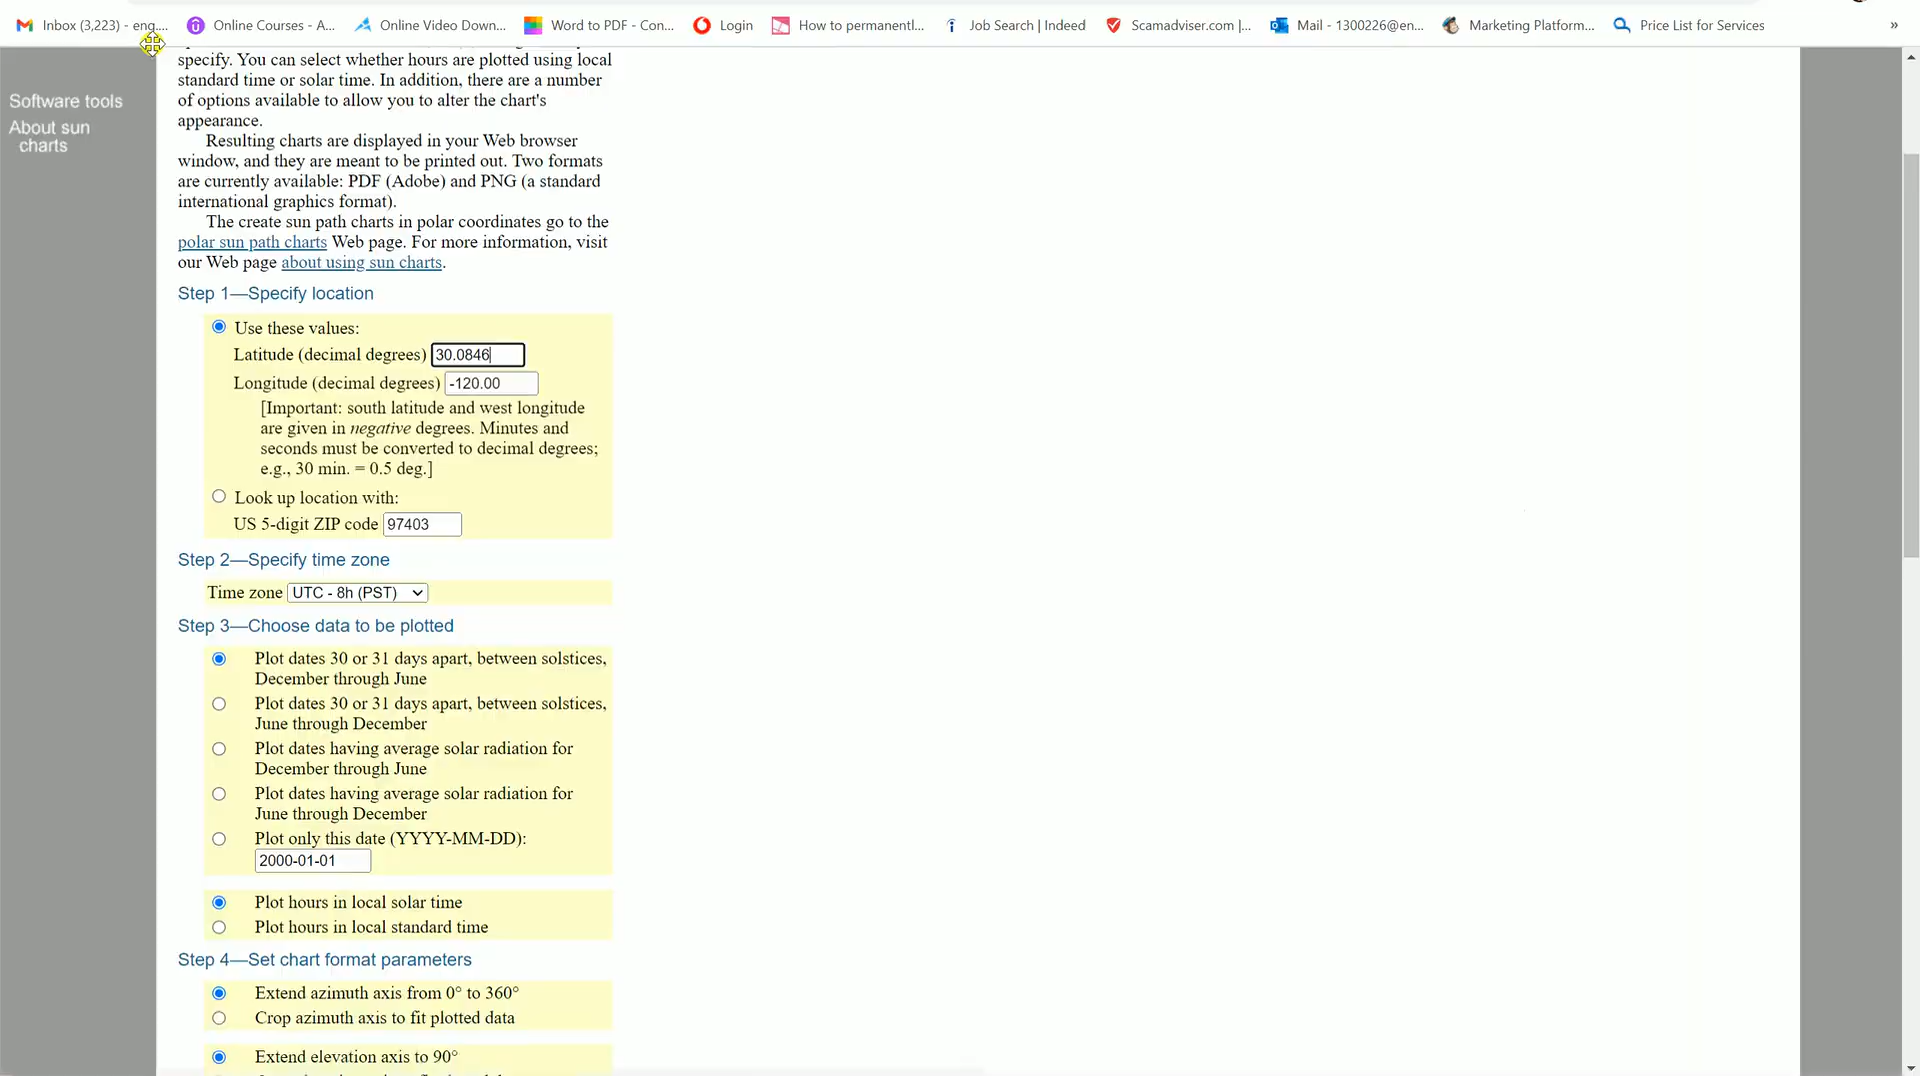 Inbox (3,223) - eng...
Online Courses - A...
Online Video Down...
Word to PDF - Con...
Login
How to permanentl...
Job Search | Indeed
Scamadviser.com |...
Mail - 1300226@en...
Marketing Platform...
Price List for Services
»
Software tools
About sun
charts
specify. You can select whether hours are plotted using local
standard time or solar time. In addition, there are a number
of options available to allow you to alter the chart's
appearance.
Resulting charts are displayed in your Web browser
window, and they are meant to be printed out. Two formats
are currently available: PDF (Adobe) and PNG (a standard
international graphics format).
The create sun path charts in polar coordinates go to the
polar sun path charts Web page. For more information, visit
our Web page about using sun charts.
Step 1—Specify location
Use these values:
Latitude (decimal degrees) 30.0846
Longitude (decimal degrees) -120.00
[Important: south latitude and west longitude
are given in negative degrees. Minutes and
seconds must be converted to decimal degrees;
e.g., 30 min. = 0.5 deg.]
Look up location with:
US 5-digit ZIP code 97403
Step 2—Specify time zone
Time zone UTC - 8h (PST)
Step 3—Choose data to be plotted
Plot dates 30 or 31 days apart, between solstices,
December through June
Plot dates 30 or 31 days apart, between solstices,
June through December
Plot dates having average solar radiation for
December through June
Plot dates having average solar radiation for
June through December
Plot only this date (YYYY-MM-DD):
2000-01-01
Plot hours in local solar time
Plot hours in local standard time
Step 4—Set chart format parameters
Extend azimuth axis from 0° to 360°
Crop azimuth axis to fit plotted data
Extend elevation axis to 90°